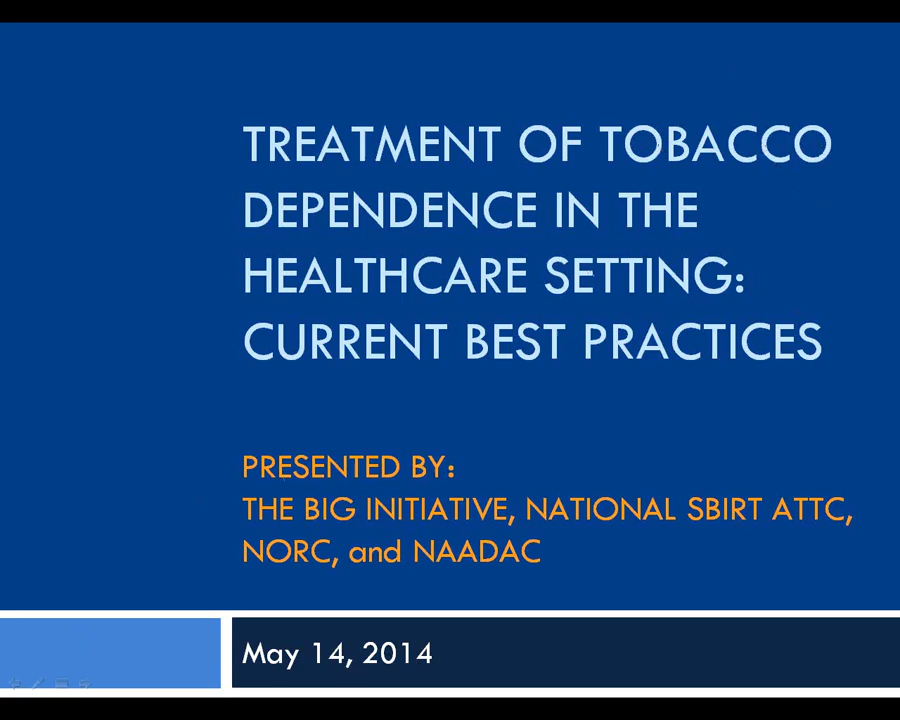 TREATMENT OF TOBACCO
DEPENDENCE IN THE
HEALTHCARE SETTING:
CURRENT BEST PRACTICES
PRESENTED BY:
THE BIG INITIATIVE, NATIONAL SBIRT ATTC,
NORC, and NAADAC
May 14, 2014